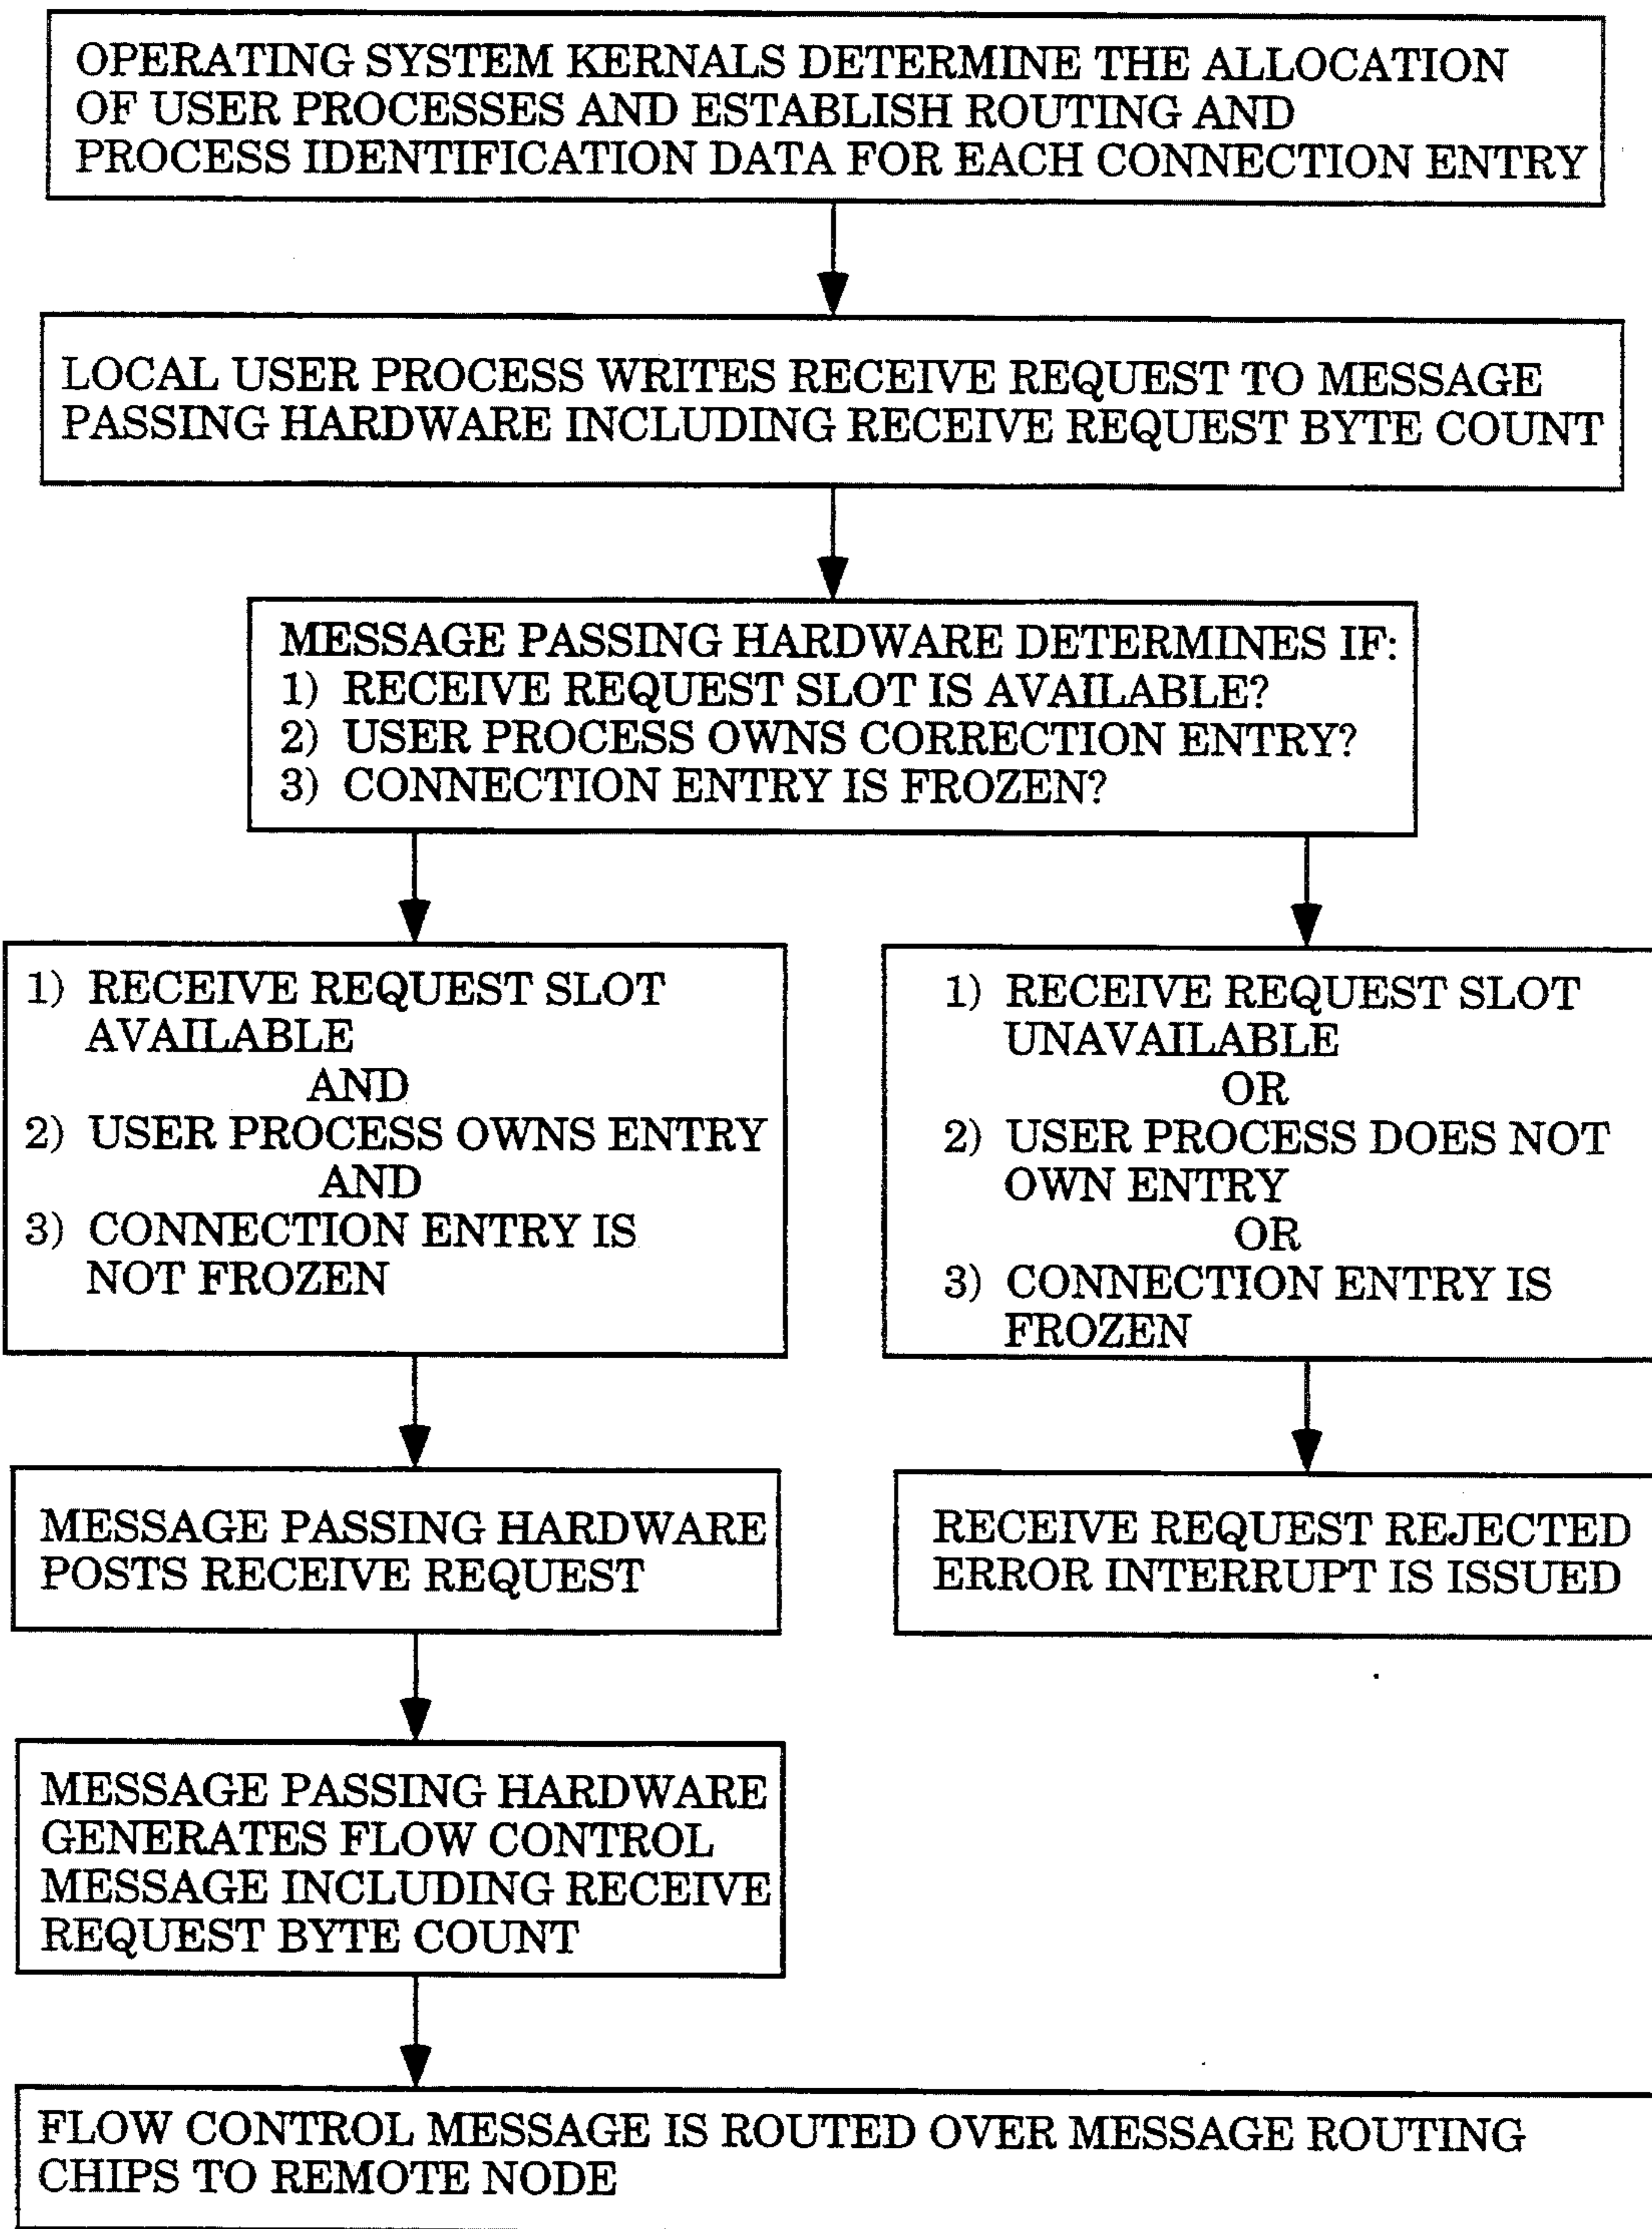 OPERATING SYSTEM KERNALS DETERMINE THE ALLOCATION
OF USER PROCESSES AND ESTABLISH ROUTING AND
PROCESS IDENTIFICATION DATA FOR EACH CONNECTION ENTRY
LOCAL USER PROCESS WRITES RECEIVE REQUEST TO MESSAGE
PASSING HARDWARE INCLUDING RECEIVE REQUEST BYTE COUNT
MESSAGE PASSING HARDWARE DETERMINES IF:
1) RECEIVE REQUEST SLOT IS AVAILABLE?
2) USER PROCESS OWNS CORRECTION ENTRY?
3) CONNECTION ENTRY IS FROZEN?
1) RECEIVE REQUEST SLOT
AVAILABLE
AND
2) USER PROCESS OWNS ENTRY
AND
3) CONNECTION ENTRY IS
NOT FROZEN
1) RECEIVE REQUEST SLOT
UNAVAILABLE
OR
2) USER PROCESS DOES NOT
OWN ENTRY
OR
3) CONNECTION ENTRY IS
FROZEN
MESSAGE PASSING HARDWARE
POSTS RECEIVE REQUEST
RECEIVE REQUEST REJECTED
ERROR INTERRUPT IS ISSUED
MESSAGE PASSING HARDWARE
GENERATES FLOW CONTROL
MESSAGE INCLUDING RECEIVE
REQUEST BYTE COUNT
FLOW CONTROL MESSAGE IS ROUTED OVER MESSAGE ROUTING
CHIPS TO REMOTE NODE